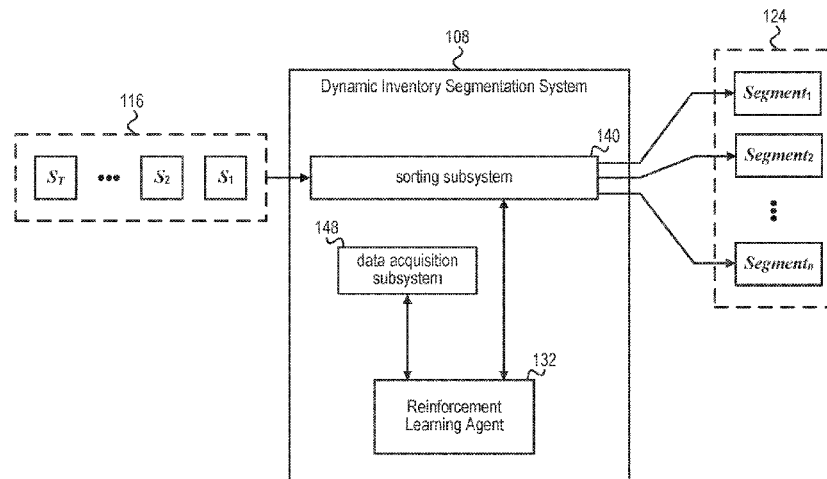 108
124
Dynamic Inventory Segmentation System
116
Segment1
140
S_T ••• S2 S1
sorting subsystem
Segment2
148
data acquisition
subsystem
Segmentn
132
Reinforcement
Learning Agent